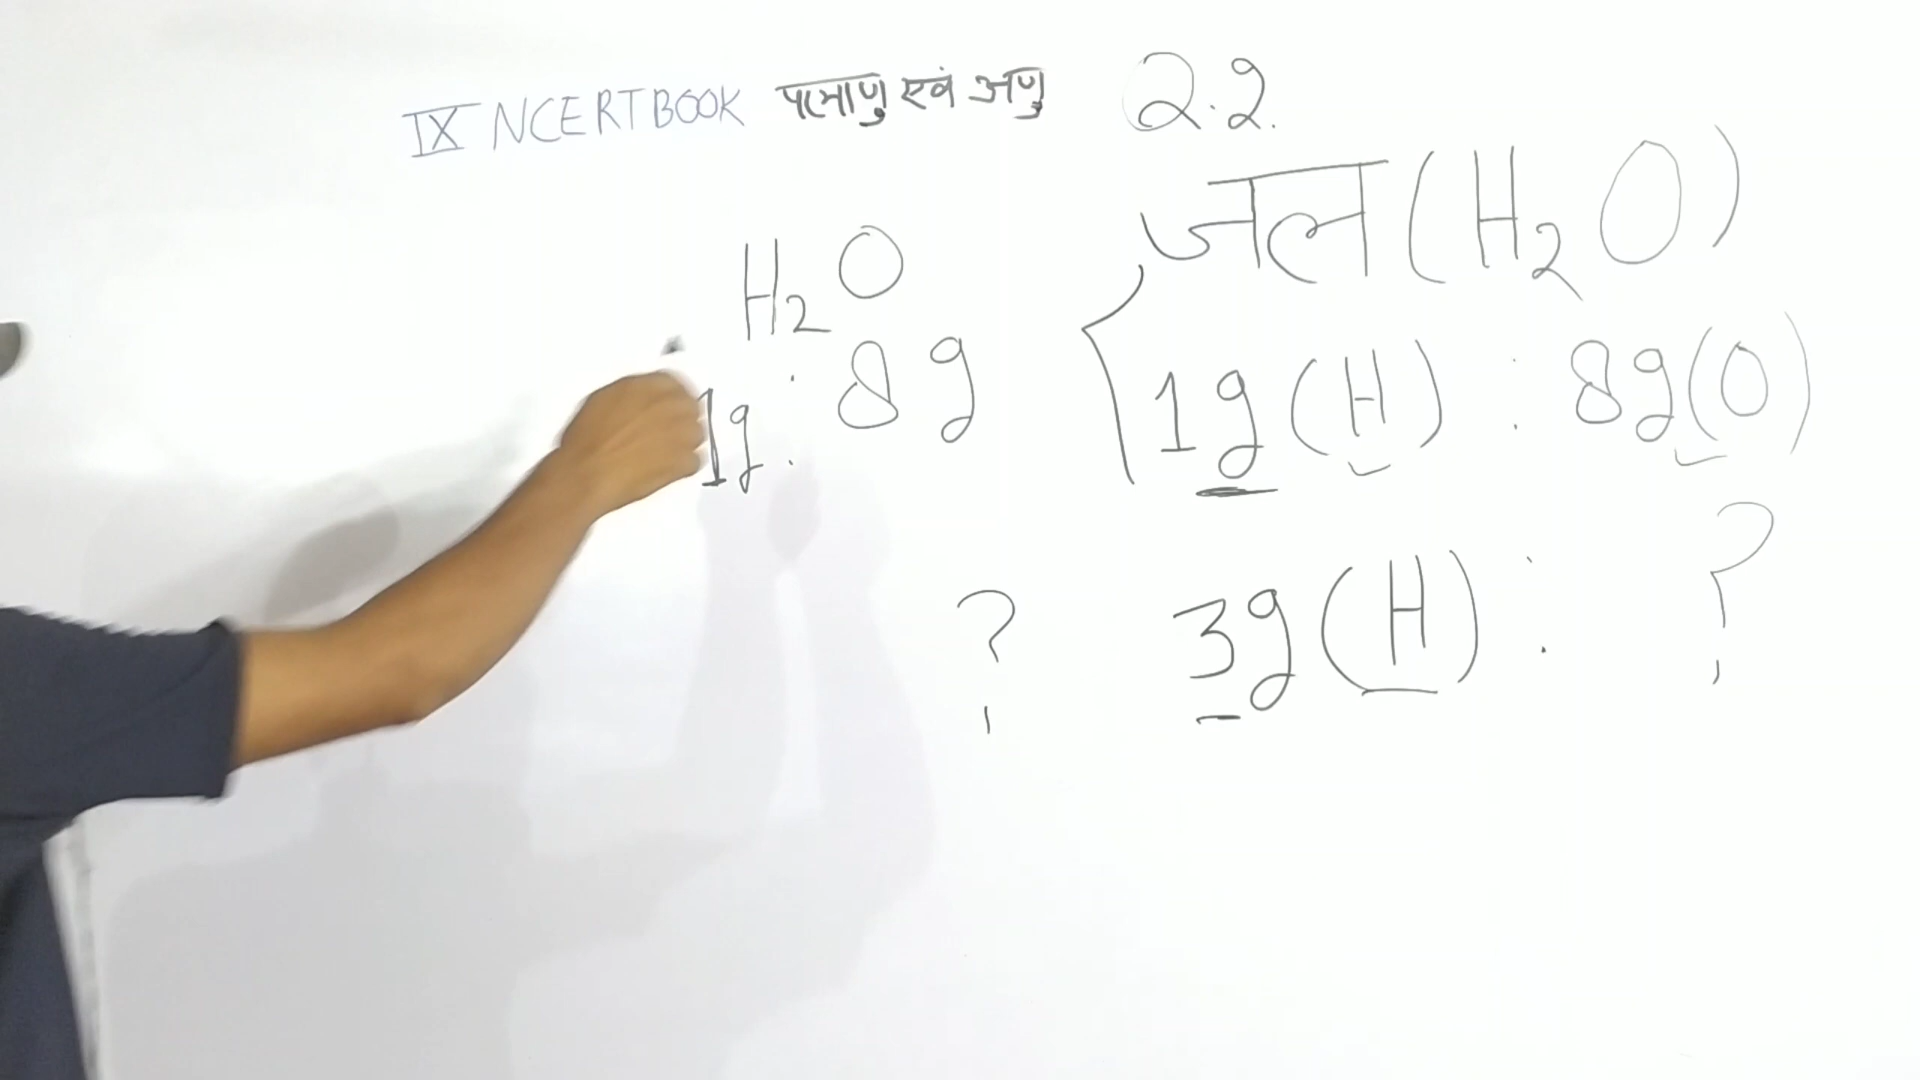 IX NCERT BOOK परमाणु एवं अणु 2.2.
जल (H₂O)
H₂O
1g : 8g
1g (H) : 8g (O)
? 3g (H) : ?